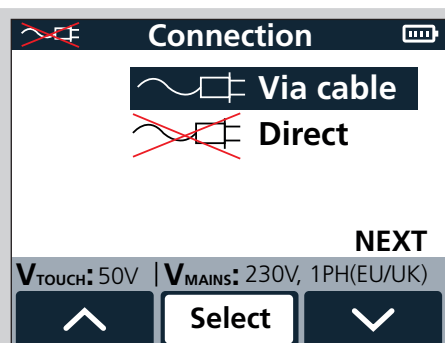 Connection
Via cable
Direct
NEXT
VTOUCH: 50V | VMAINS: 230V, 1PH(EU/UK)
Select